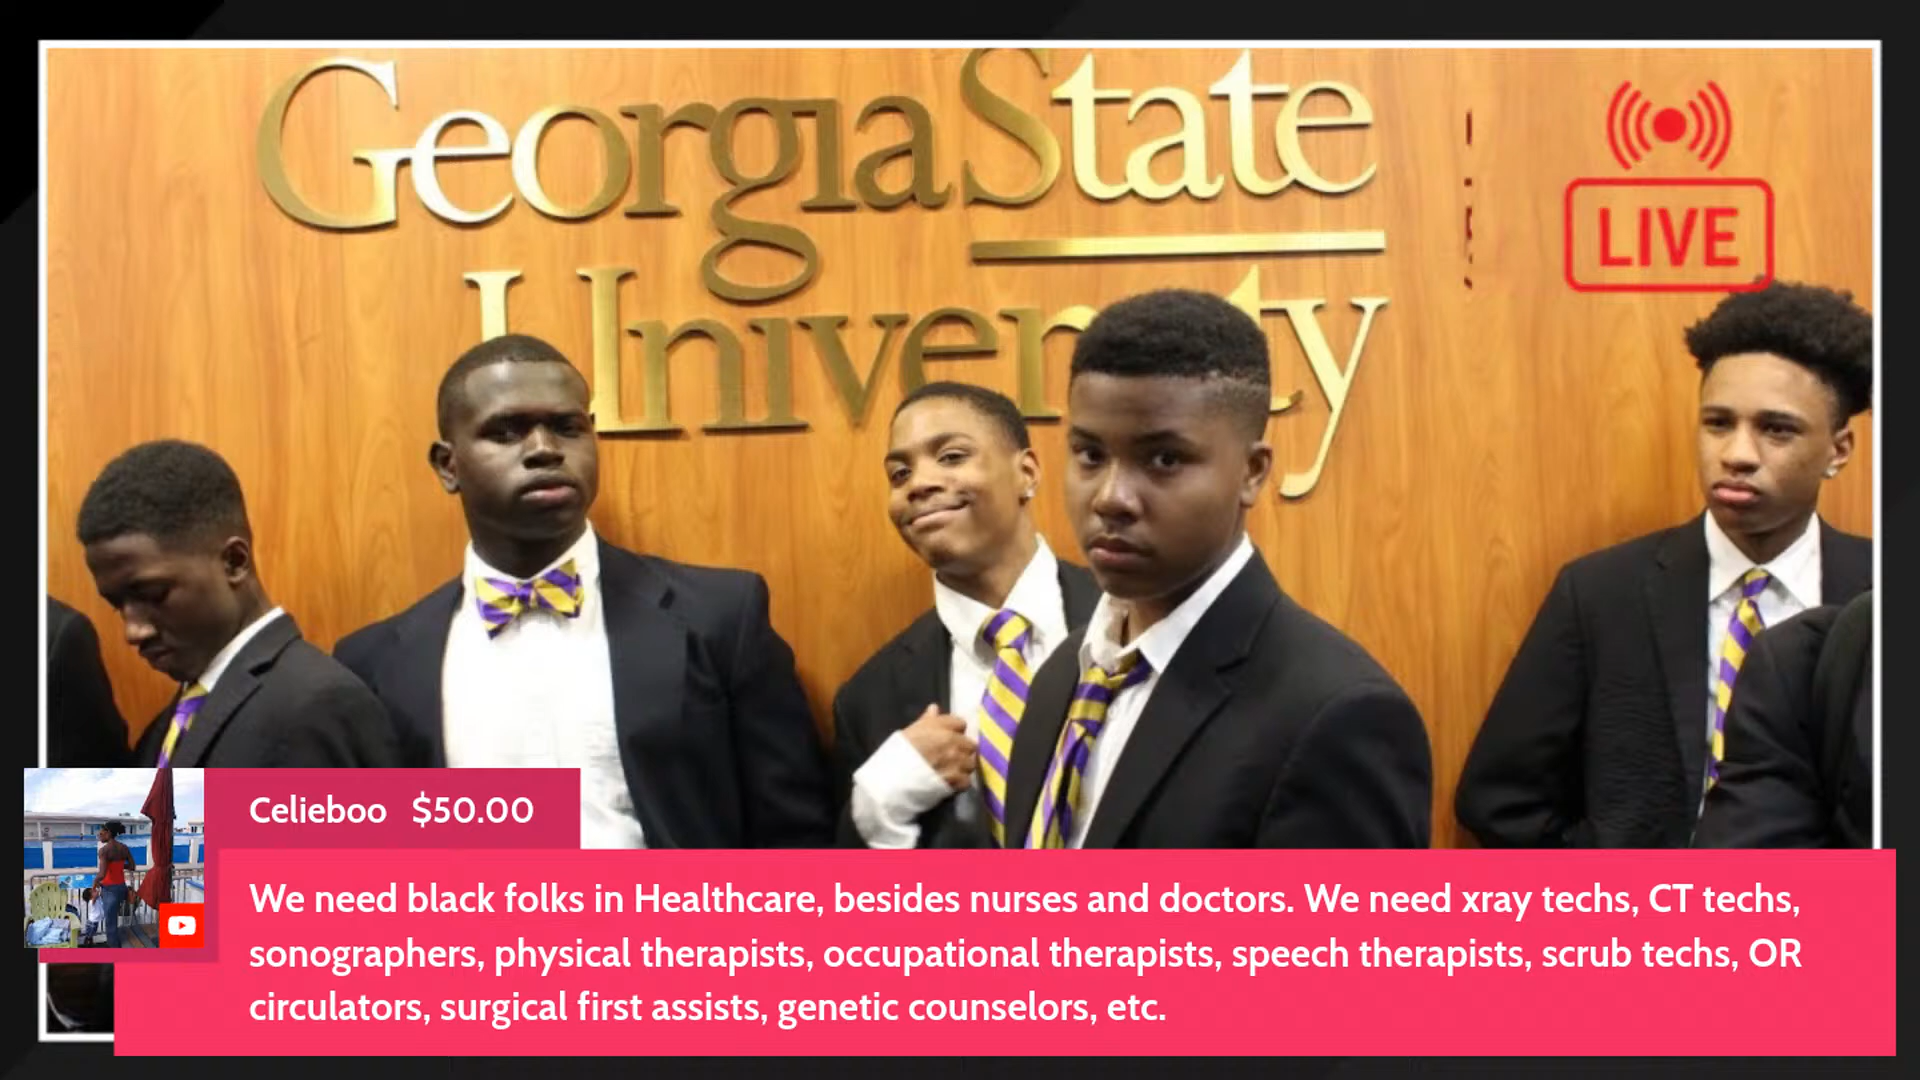 Georgia State
University
LIVE
Celieboo $50.00
We need black folks in Healthcare, besides nurses and doctors. We need xray techs, CT techs,
sonographers, physical therapists, occupational therapists, speech therapists, scrub techs, OR
circulators, surgical first assists, genetic counselors, etc.